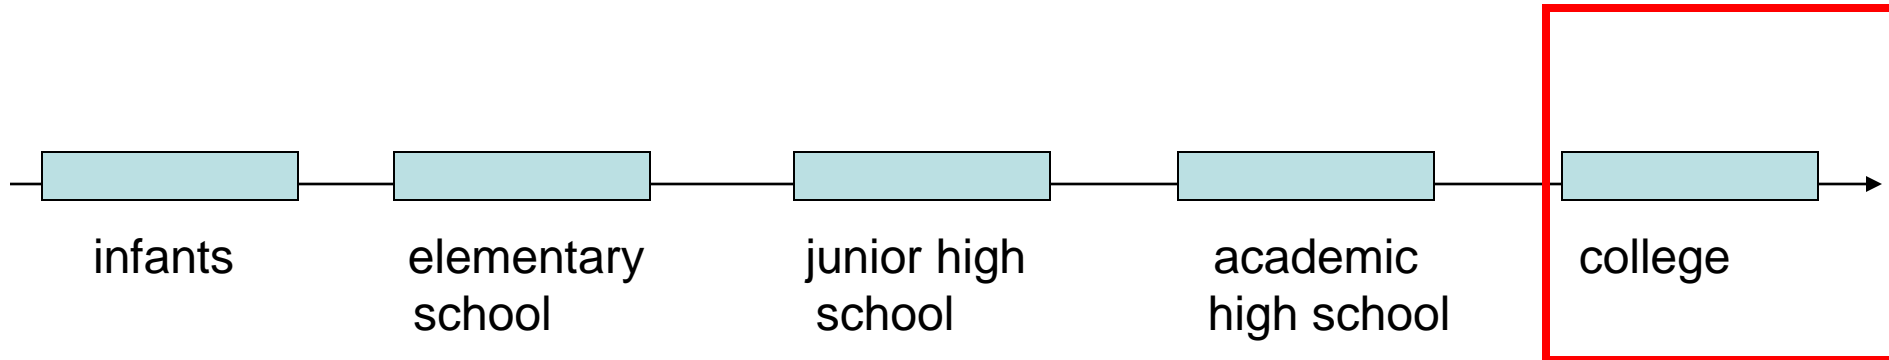 infants
elementary
school
junior high
school
academic
high school
college